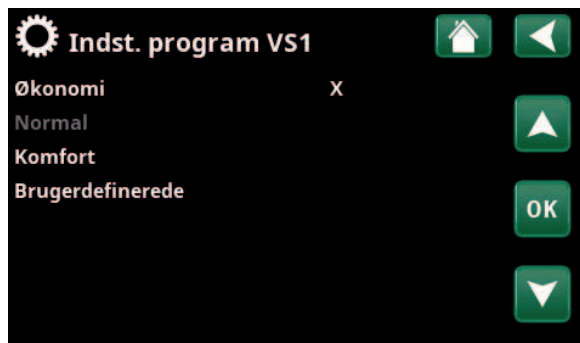 Indst. program VS1
Økonomi X
Normal
Komfort
Brugerdefinerede
OK